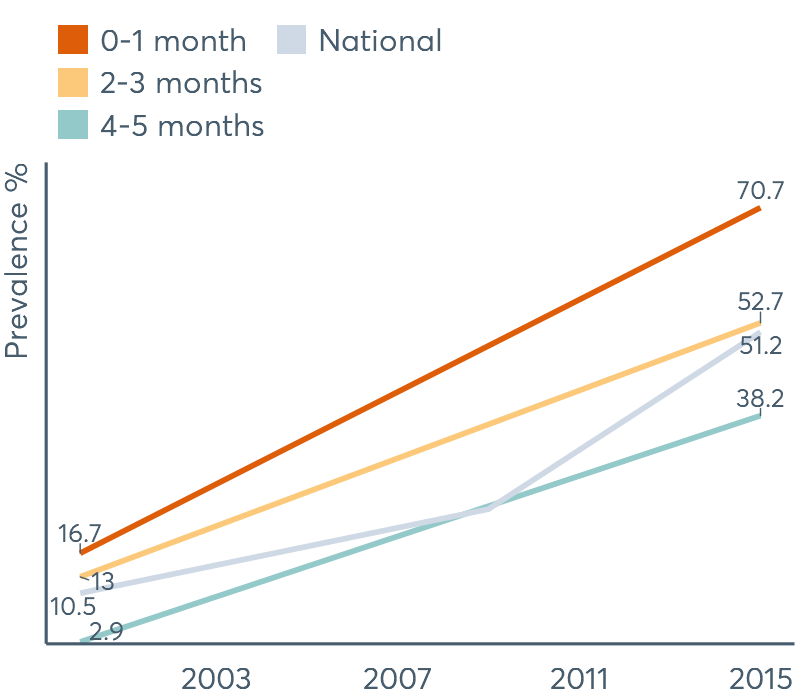 0-1 month
National
2-3 months
4-5 months
Prevalence %
70.7
52.7
51.2
38.2
16.7
13
10.5
2.9
2003 2007 2011 2015